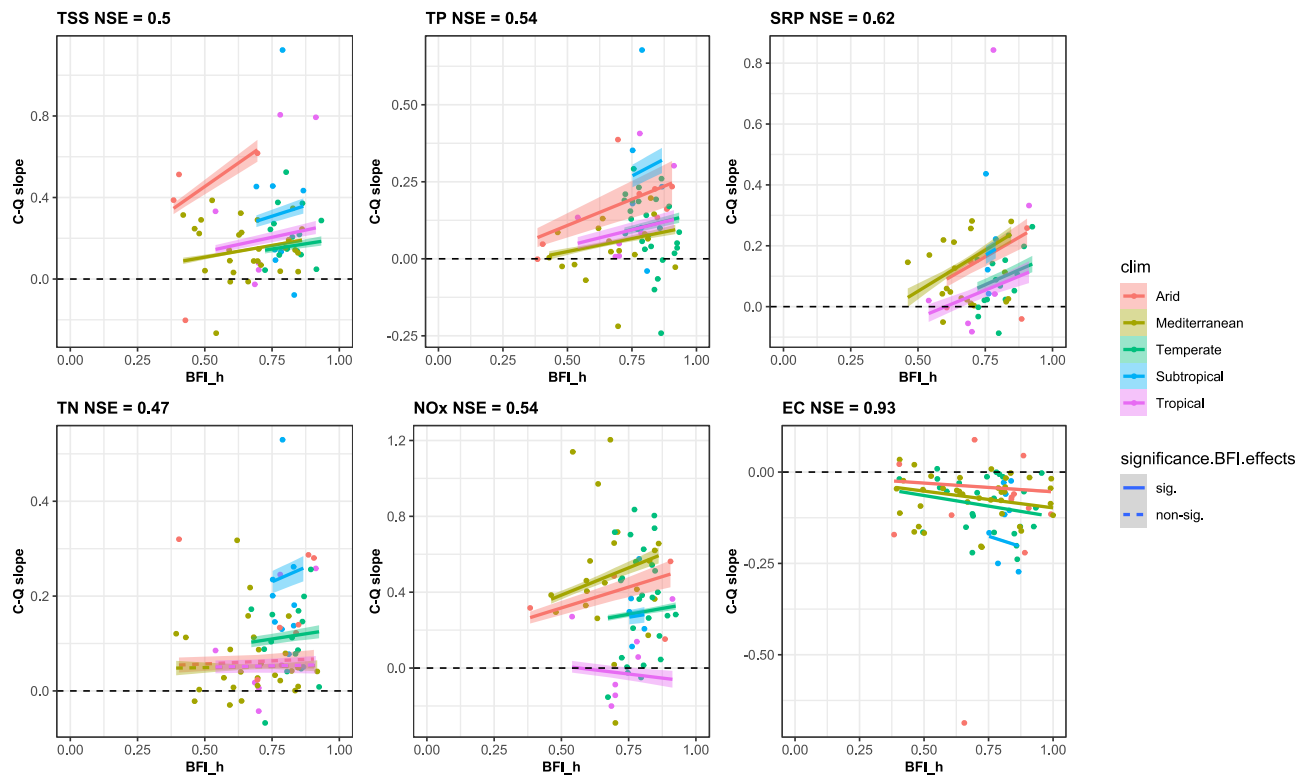 TSS NSE = 0.5
TP NSE = 0.54
SRP NSE = 0.62
C-Q slope
0.8
0.4
0.0
0.00
0.25
0.50
0.75
1.00
BFI_h
C-Q slope
0.50
0.25
0.00
-0.25
0.00
0.25
0.50
0.75
1.00
BFI_h
C-Q slope
0.8
0.6
0.4
0.2
0.0
0.00
0.25
0.50
0.75
1.00
BFI_h
TN NSE = 0.47
NOx NSE = 0.54
EC NSE = 0.93
C-Q slope
0.4
0.2
0.0
0.00
0.25
0.50
0.75
1.00
BFI_h
C-Q slope
1.2
0.8
0.4
0.0
0.00
0.25
0.50
0.75
1.00
BFI_h
C-Q slope
0.00
-0.25
-0.50
0.00
0.25
0.50
0.75
1.00
BFI_h
clim
Arid
Mediterranean
Temperate
Subtropical
Tropical
significance.BFI.effects
sig.
non-sig.